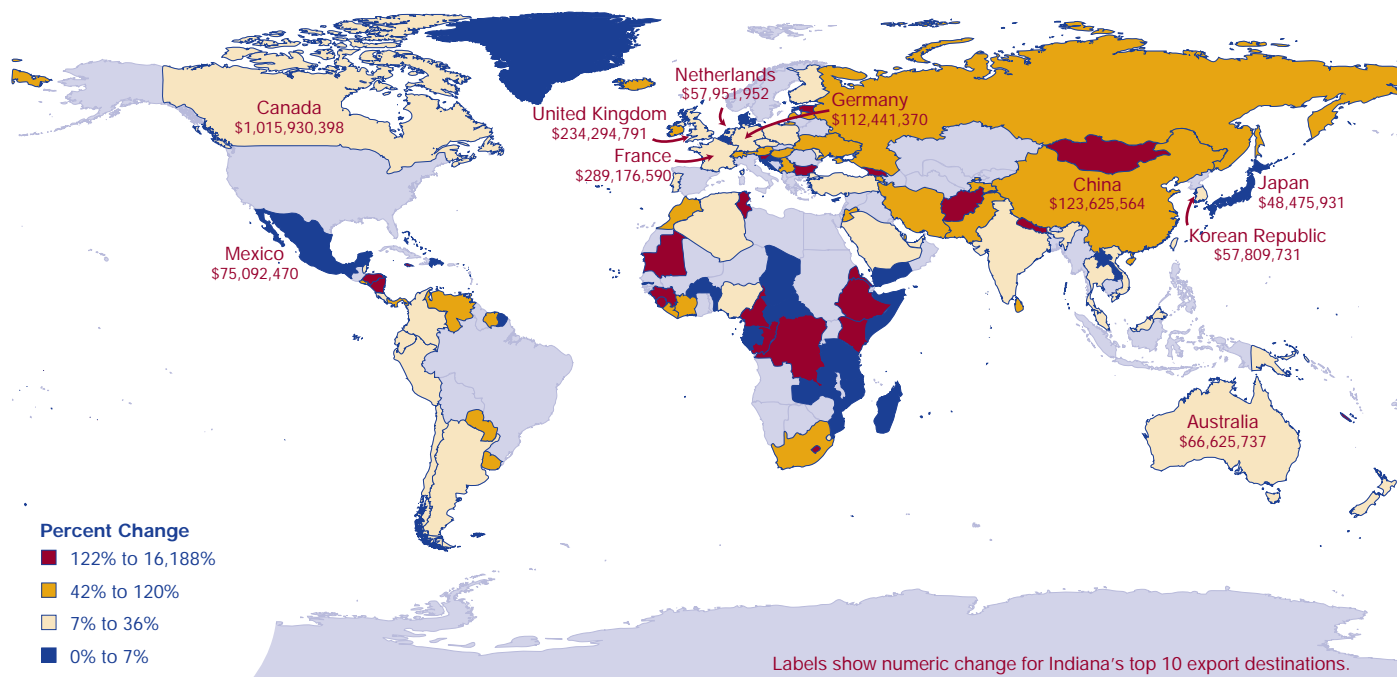 Canada
$1,015,930,398
Netherlands
$57,951,952
United Kingdom
$234,294,791
Germany
$112,441,370
France
$289,176,590
China
$123,625,564
Japan
$48,475,931
Korean Republic
$57,809,731
Mexico
$75,092,470
Australia
$66,625,737
Percent Change
122% to 16,188%
42% to 120%
7% to 36%
0% to 7%
Labels show numeric change for Indiana's top 10 export destinations.